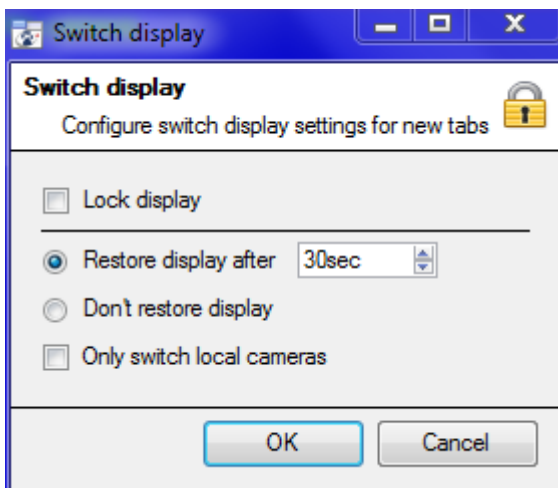 Switch display
Switch display
Configure switch display settings for new tabs
Lock display
Restore display after 30sec
Don't restore display
Only switch local cameras
OK Cancel